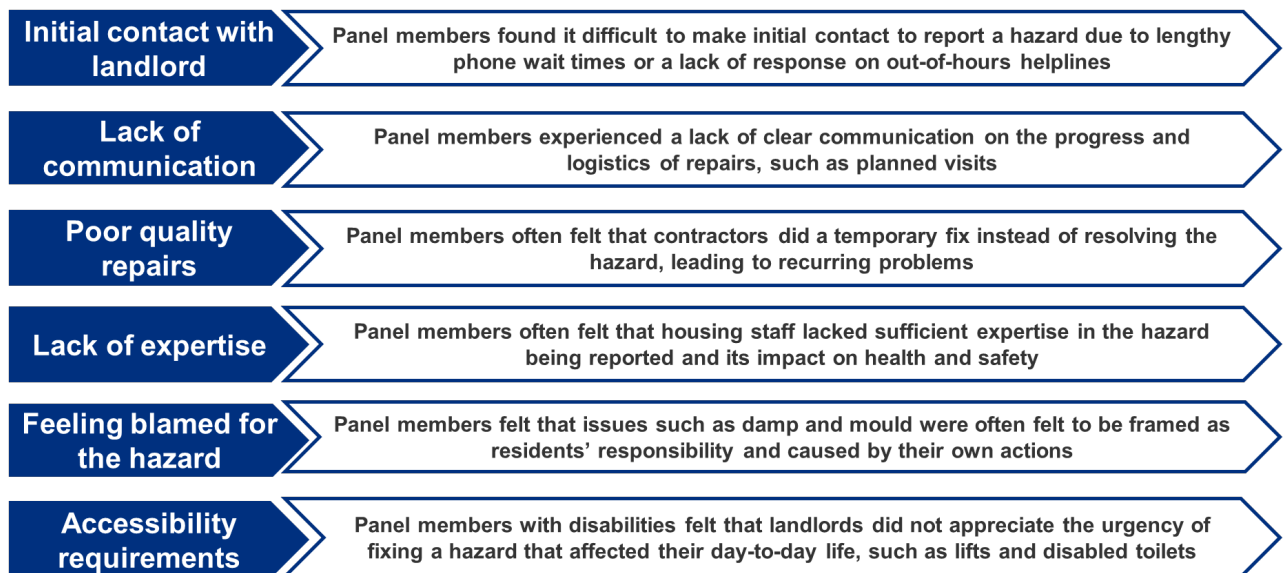 Initial contact with
landlord
Panel members found it difficult to make initial contact to report a hazard due to lengthy
phone wait times or a lack of response on out-of-hours helplines
Lack of
communication
Panel members experienced a lack of clear communication on the progress and
logistics of repairs, such as planned visits
Poor quality
repairs
Panel members often felt that contractors did a temporary fix instead of resolving the
hazard, leading to recurring problems
Lack of expertise
Panel members often felt that housing staff lacked sufficient expertise in the hazard
being reported and its impact on health and safety
Feeling blamed for
the hazard
Panel members felt that issues such as damp and mould were often felt to be framed as
residents’ responsibility and caused by their own actions
Accessibility
requirements
Panel members with disabilities felt that landlords did not appreciate the urgency of
fixing a hazard that affected their day-to-day life, such as lifts and disabled toilets